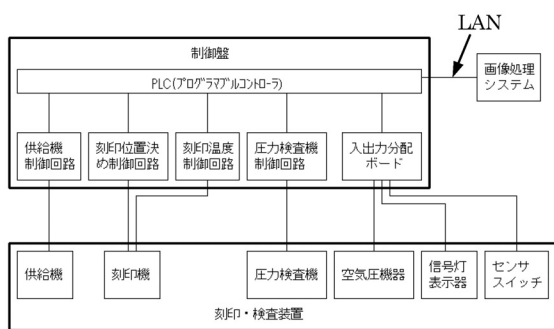 LAN
制御盤
PLC(プログラマブルコントローラ)
画像処理
システム
供給機
制御回路
刻印位置決
め制御回路
刻印温度
制御回路
圧力検査機
制御回路
入出力分配
ボード
供給機
刻印機
圧力検査機
空気圧機器
信号灯
表示器
センサ
スイッチ
刻印・検査装置